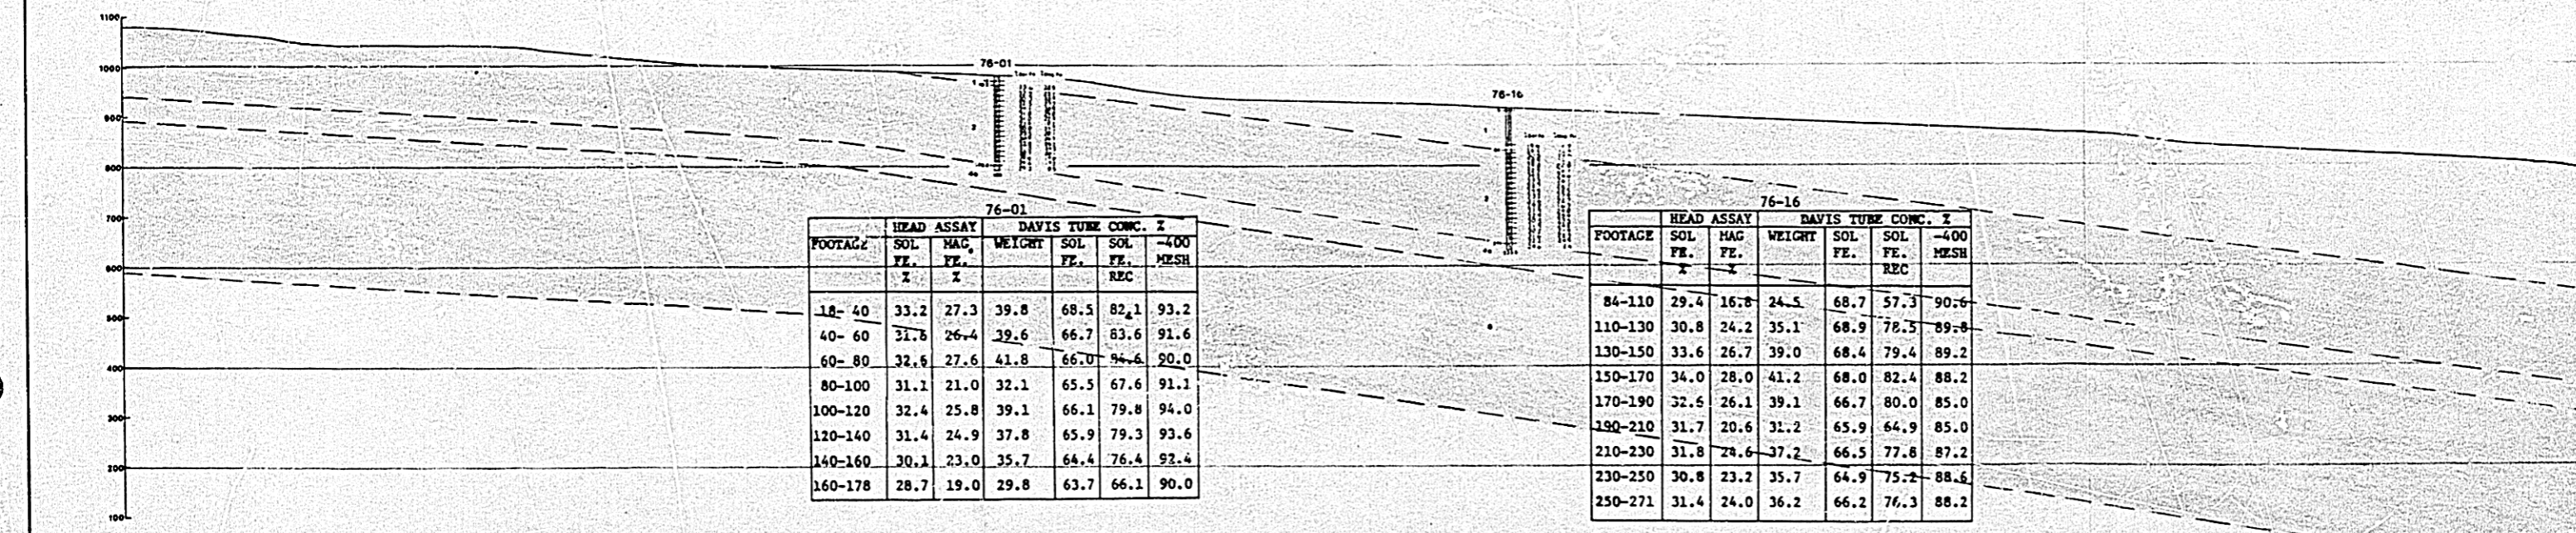 1100
1000
900
800
700
600
500
400
300
200
100
76-01
76-16
76-01
HEAD ASSAY DAVIS TUBE CONC. %
FOOTAGE SOL MAG. WEIGHT SOL SOL -400
FE. FE. FE. FE. MESH
% % REC
18- 40 33.2 27.3 39.8 68.5 82.1 93.2
40- 60 31.6 26.4 39.6 66.7 83.6 91.6
60- 80 32.6 27.6 41.8 66.0 84.6 90.0
80-100 31.1 21.0 32.1 65.5 67.6 91.1
100-120 32.4 25.8 39.1 66.1 79.8 94.0
120-140 31.4 24.9 37.8 65.9 79.3 93.6
140-160 30.1 23.0 35.7 64.4 76.4 92.4
160-178 28.7 19.0 29.8 63.7 66.1 90.0
76-16
HEAD ASSAY DAVIS TUBE CONC. %
FOOTAGE SOL MAG WEIGHT SOL SOL -400
FE. FE. FE. FE. MESH
% % REC
84-110 29.4 16.8 24.5 68.7 57.3 90.6
110-130 30.8 24.2 35.1 68.9 78.5 89.8
130-150 33.6 26.7 39.0 68.4 79.4 89.2
150-170 34.0 28.0 41.2 68.0 82.4 88.2
170-190 32.6 26.1 39.1 66.7 80.0 85.0
190-210 31.7 20.6 31.2 65.9 64.9 85.0
210-230 31.8 24.6 37.2 66.5 77.8 87.2
230-250 30.8 23.2 35.7 64.9 75.2 88.6
250-271 31.4 24.0 36.2 66.2 76.3 88.2